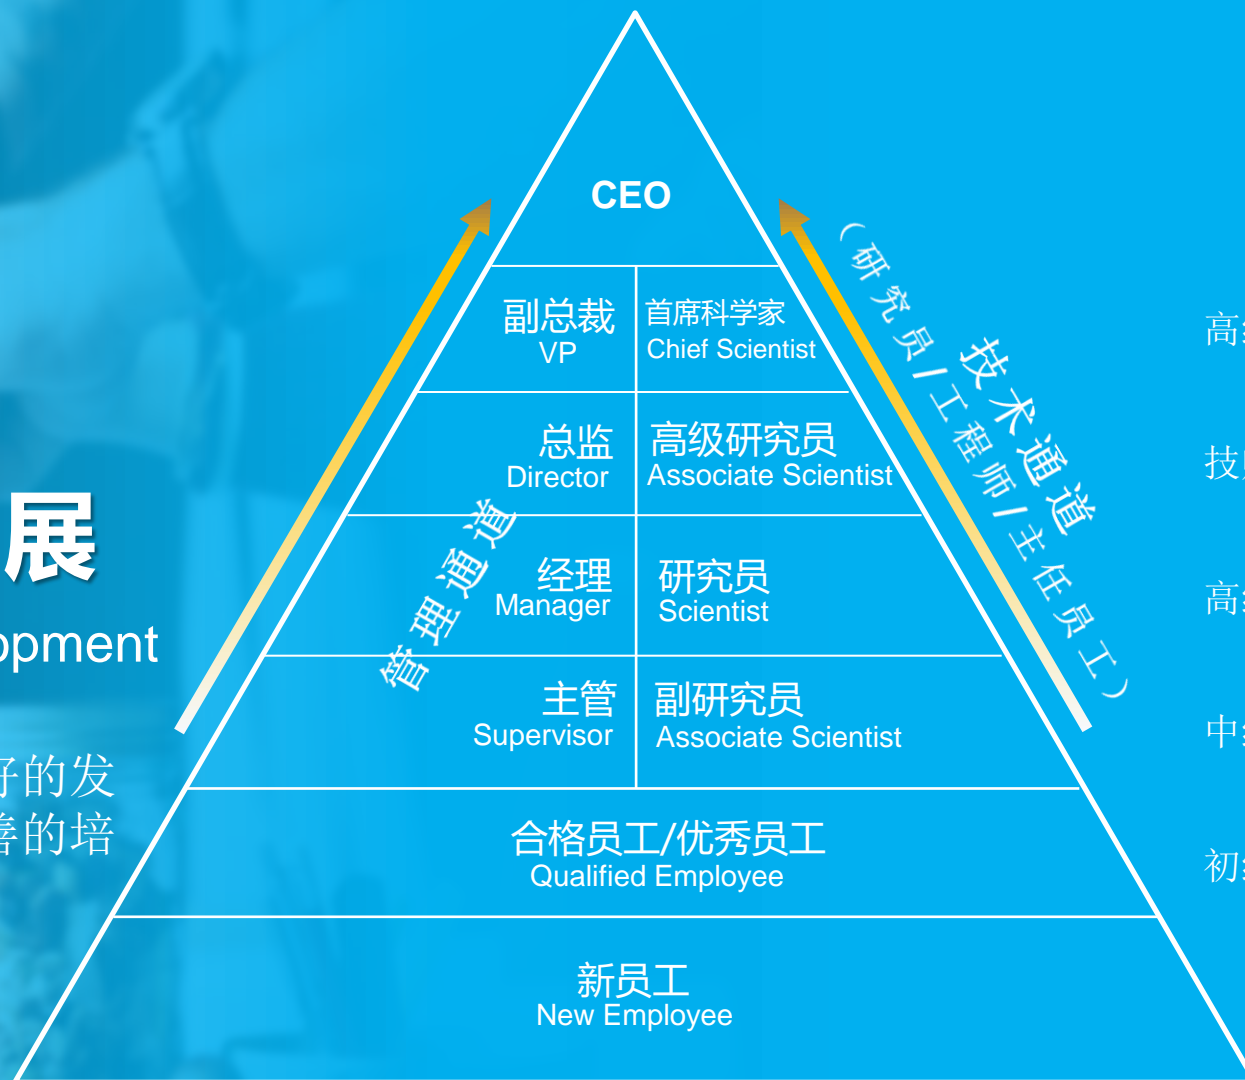 CEO
副总裁
VP
首席科学家
Chief Scientist
总监
Director
高级研究员
Associate Scientist
经理
Manager
研究员
Scientist
主管
Supervisor
副研究员
Associate Scientist
合格员工/优秀员工
Qualified Employee
新员工
New Employee
管理通道
技术通道
（研究员/工程师/主任员工）
展
pment
好的发
善的培
高
技
高
中
初